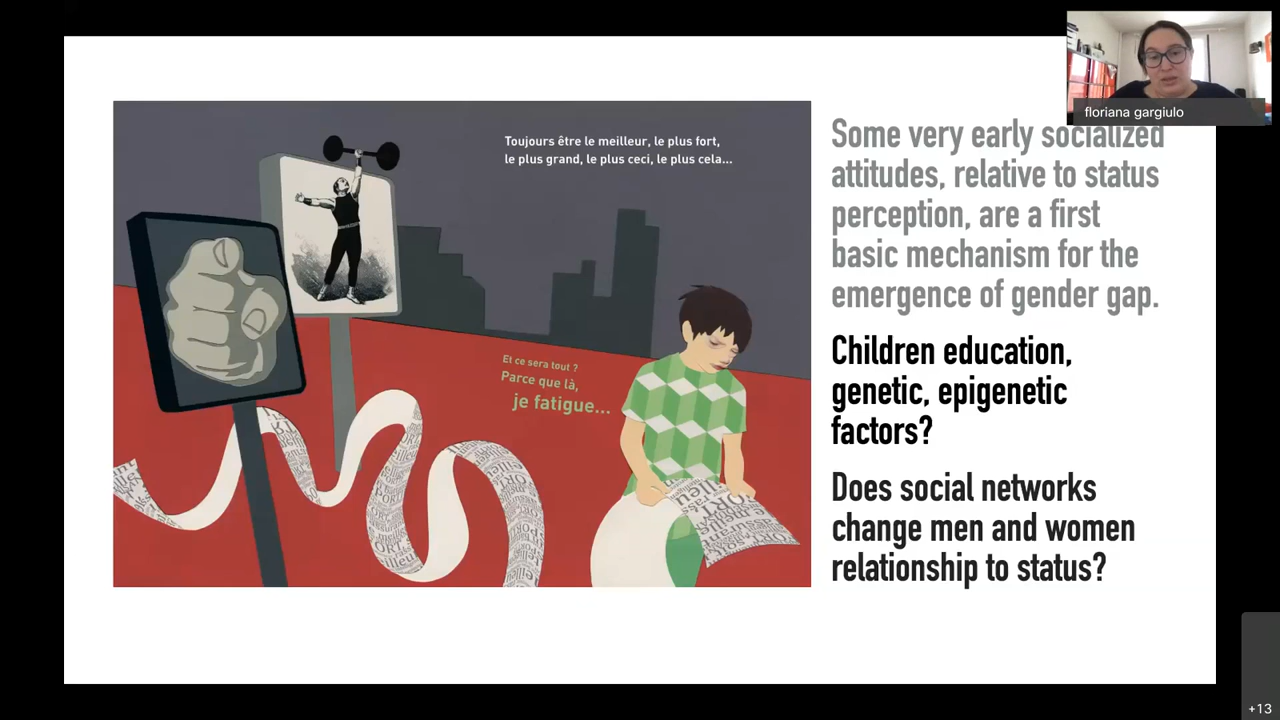 floriana gargiulo
Toujours être le meilleur, le plus fort,
le plus grand, le plus ceci, le plus cela...
Et ce sera tout ?
Parce que là,
je fatigue...
Some very early socialized
attitudes, relative to status
perception, are a first
basic mechanism for the
emergence of gender gap.
Children education,
genetic, epigenetic
factors?
Does social networks
change men and women
relationship to status?
+13